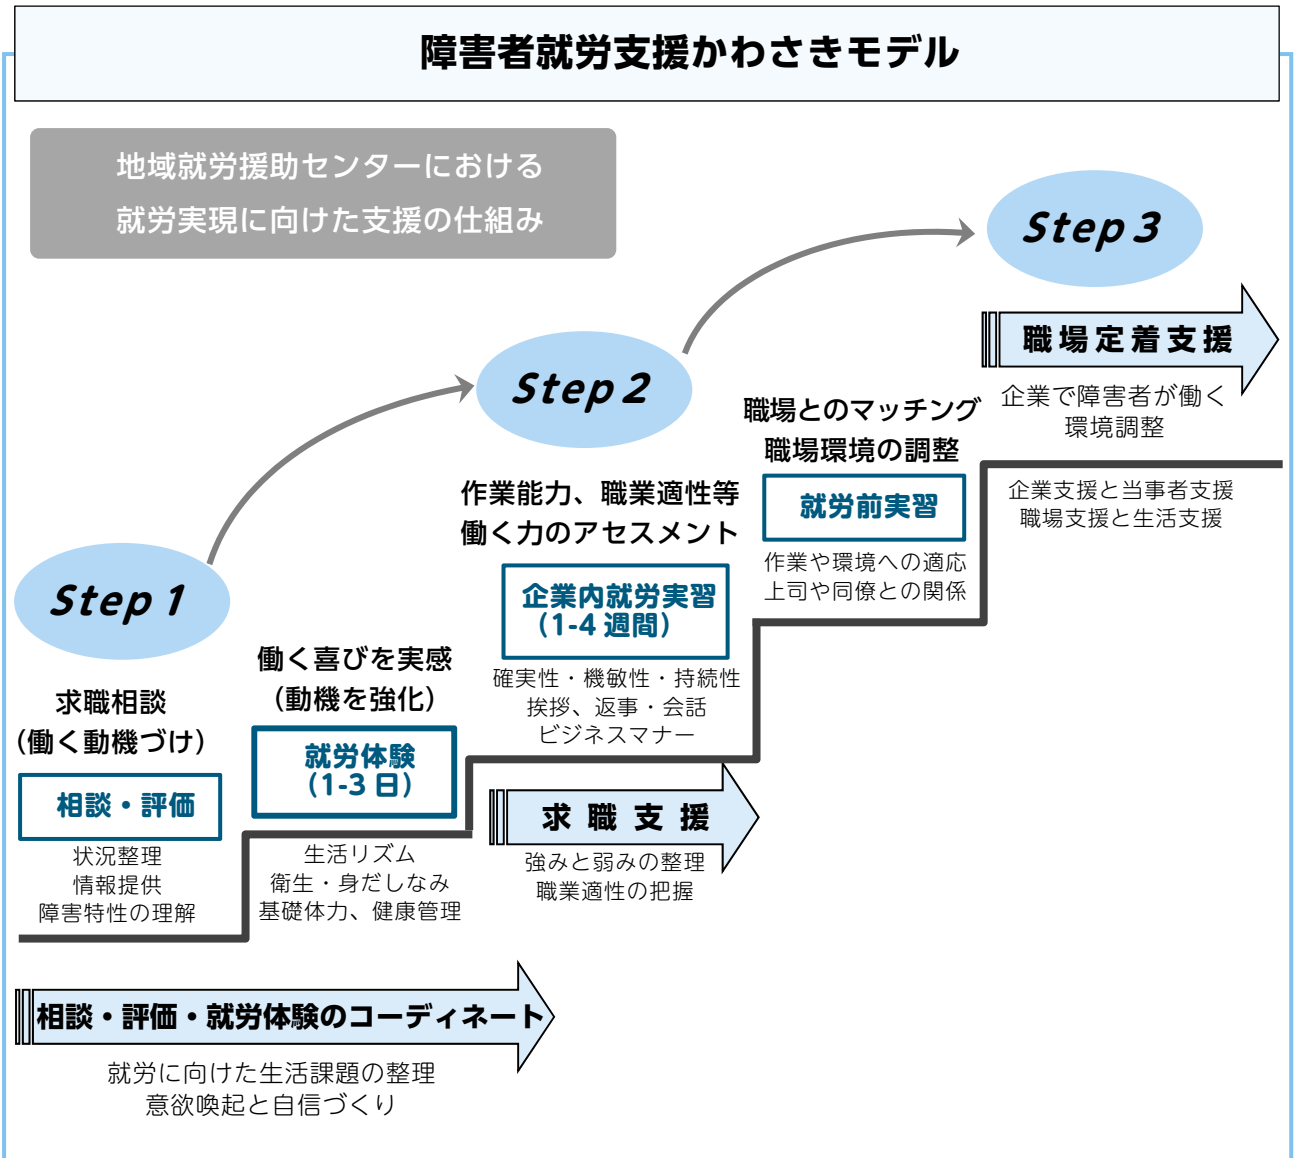 障害者就労支援かわさきモデル
地域就労援助センターにおける
就労実現に向けた支援の仕組み
Step 1
求職相談
（働く動機づけ）
相談・評価
状況整理
情報提供
障害特性の理解
働く喜びを実感
（動機を強化）
就労体験
（1-3 日）
生活リズム
衛生・身だしなみ
基礎体力、健康管理
相談・評価・就労体験のコーディネート
就労に向けた生活課題の整理
意欲喚起と自信づくり
Step 2
作業能力、職業適性等
働く力のアセスメント
企業内就労実習
（1-4 週間）
確実性・機敏性・持続性
挨拶、返事・会話
ビジネスマナー
求職支援
強みと弱みの整理
職業適性の把握
職場とのマッチング
職場環境の調整
就労前実習
作業や環境への適応
上司や同僚との関係
Step 3
職場定着支援
企業で障害者が働く
環境調整
企業支援と当事者支援
職場支援と生活支援